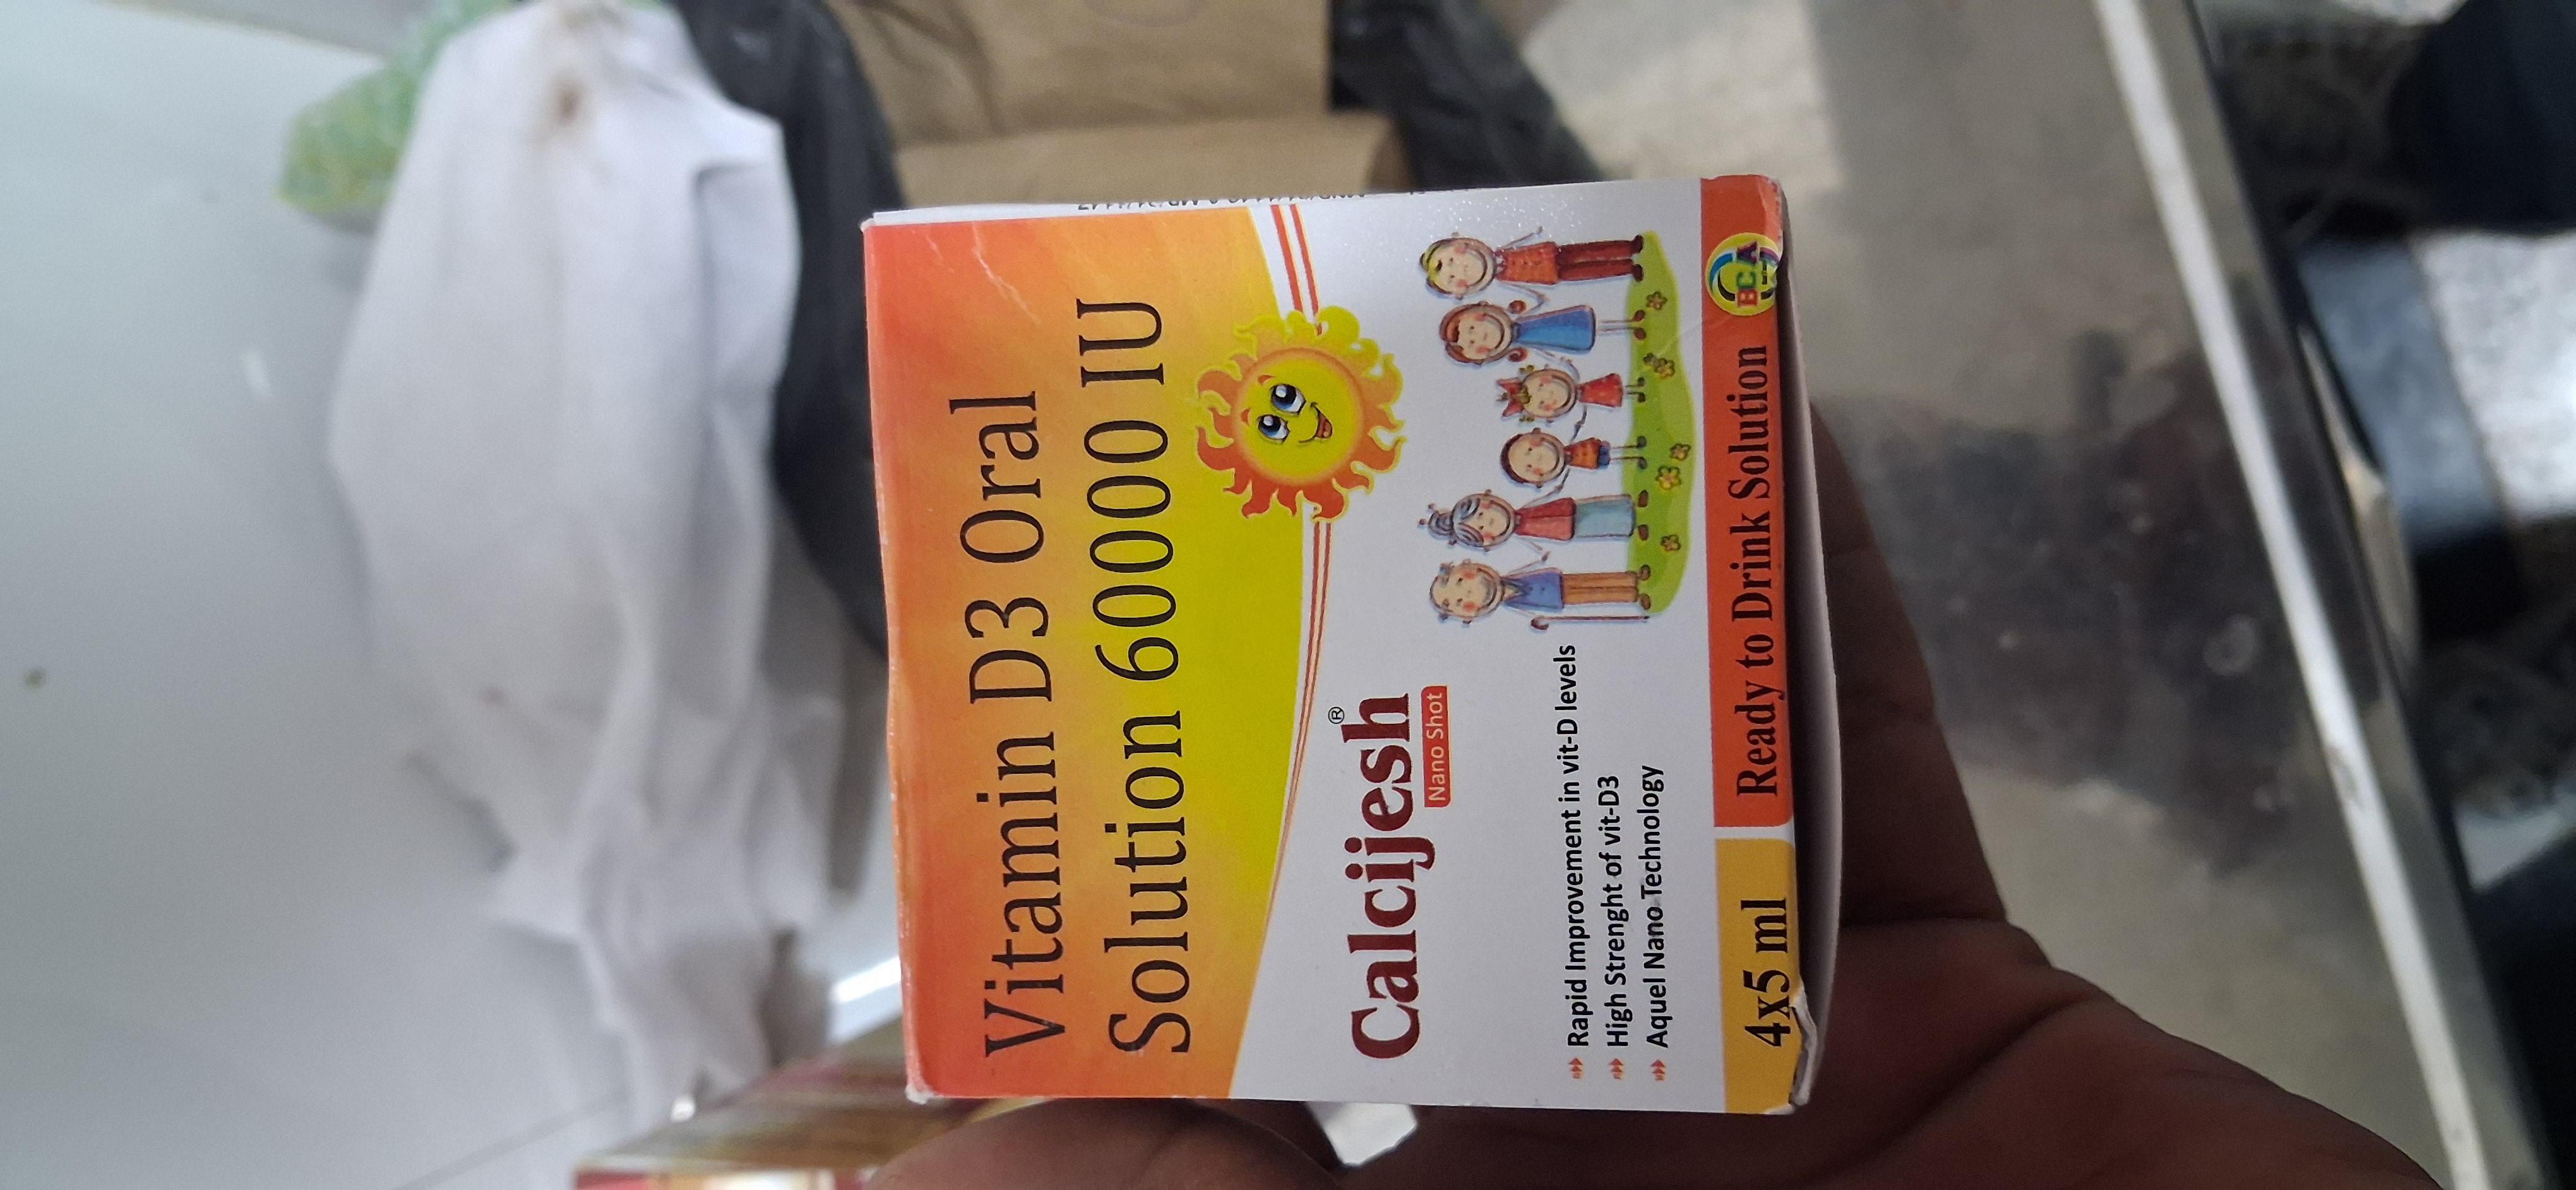 Vitamin D3 Oral
Solution 60000 IU
Calcijesh®
Nano Shot
Rapid Improvement in vit-D levels
High Strenght of vit-D3
Aquel Nano Technology
4x5 ml
Ready to Drink Solution
BCA